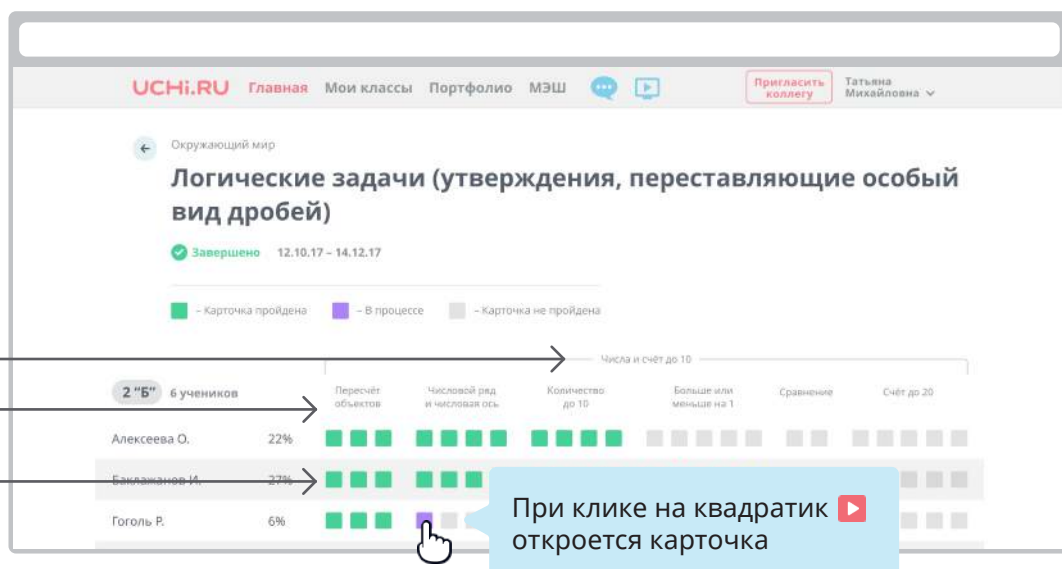 UCHi.RU Главная Мои классы Портфолио МЭШ Пригласить коллегу Татьяна Михайловна
Окружающий мир
Логические задачи (утверждения, переставляющие особый
вид дробей)
Завершено 12.10.17 – 14.12.17
– Карточка пройдена – В процессе – Карточка не пройдена
Числа и счёт до 10
2 "Б" 6 учеников
Пересчёт объектов
Числовой ряд и числовая ось
Количество до 10
Больше или меньше на 1
Сравнение
Счёт до 20
Алексеева О. 22%
Баклажанов И. 27%
Гоголь Р. 6%
При клике на квадратик
откроется карточка